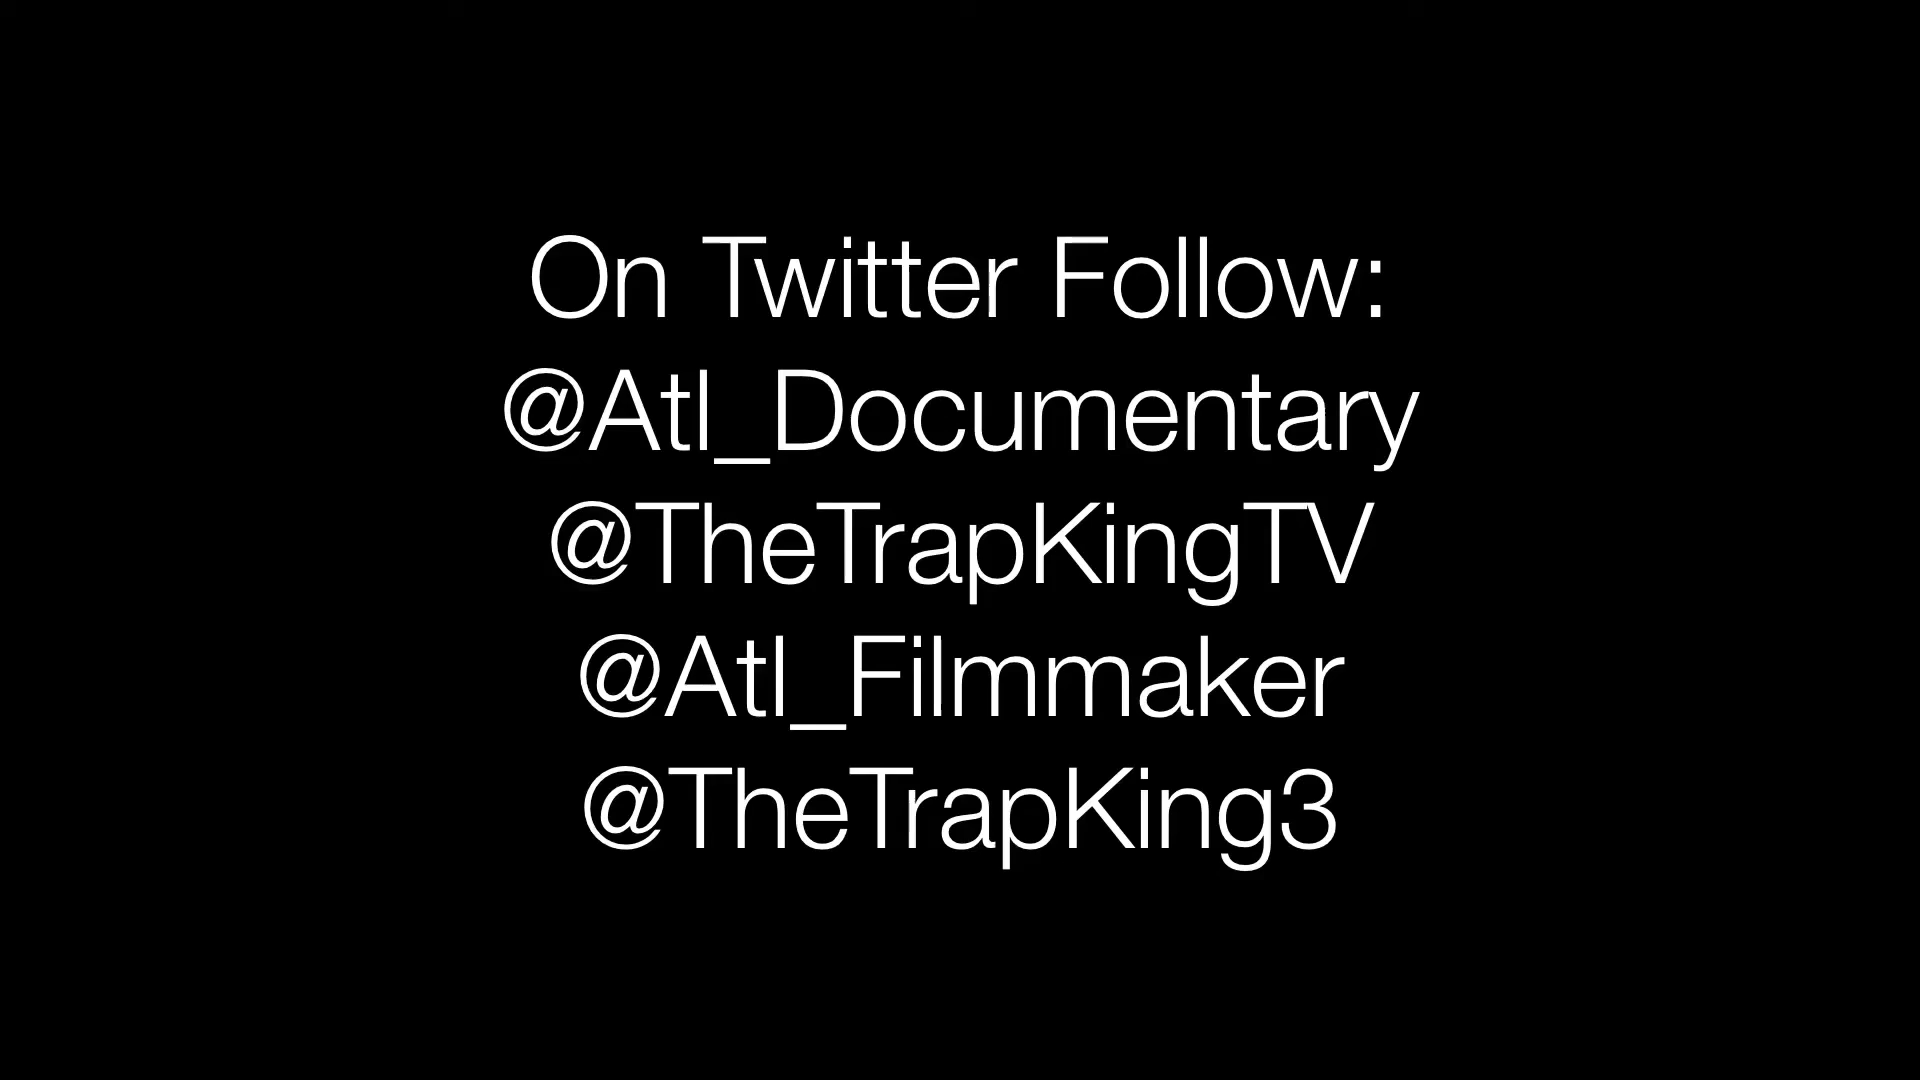 On Twitter Follow:
@Atl_Documentary
@TheTrapKingTV
@Atl_Filmmaker
@TheTrapKing3